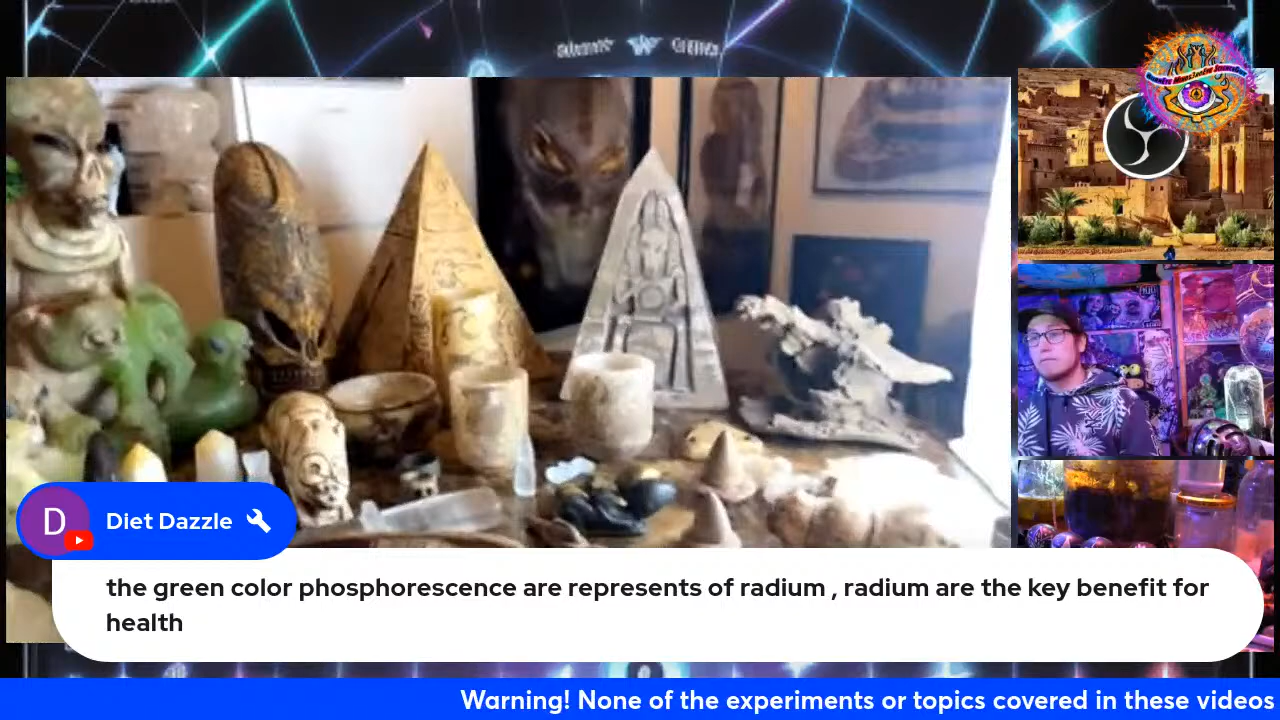 Diet Dazzle
the green color phosphorescence are represents of radium , radium are the key benefit for
health
Warning! None of the experiments or topics covered in these videos